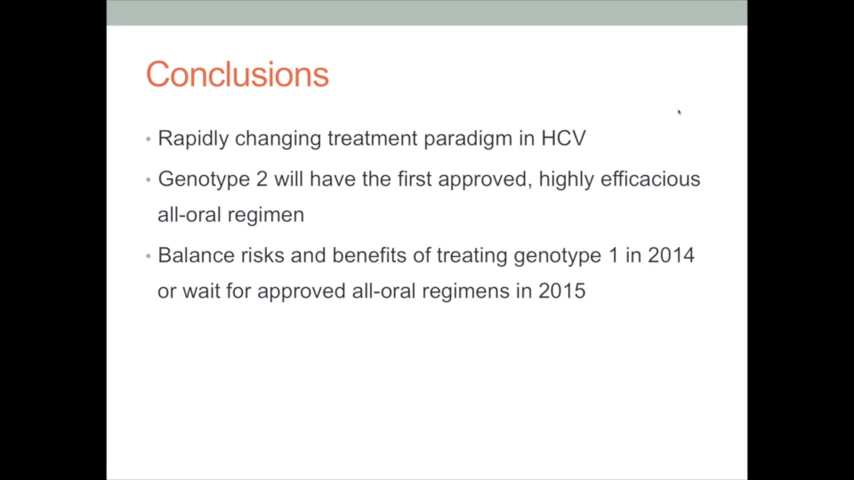 Conclusions
• Rapidly changing treatment paradigm in HCV
• Genotype 2 will have the first approved, highly efficacious
all-oral regimen
• Balance risks and benefits of treating genotype 1 in 2014
or wait for approved all-oral regimens in 2015